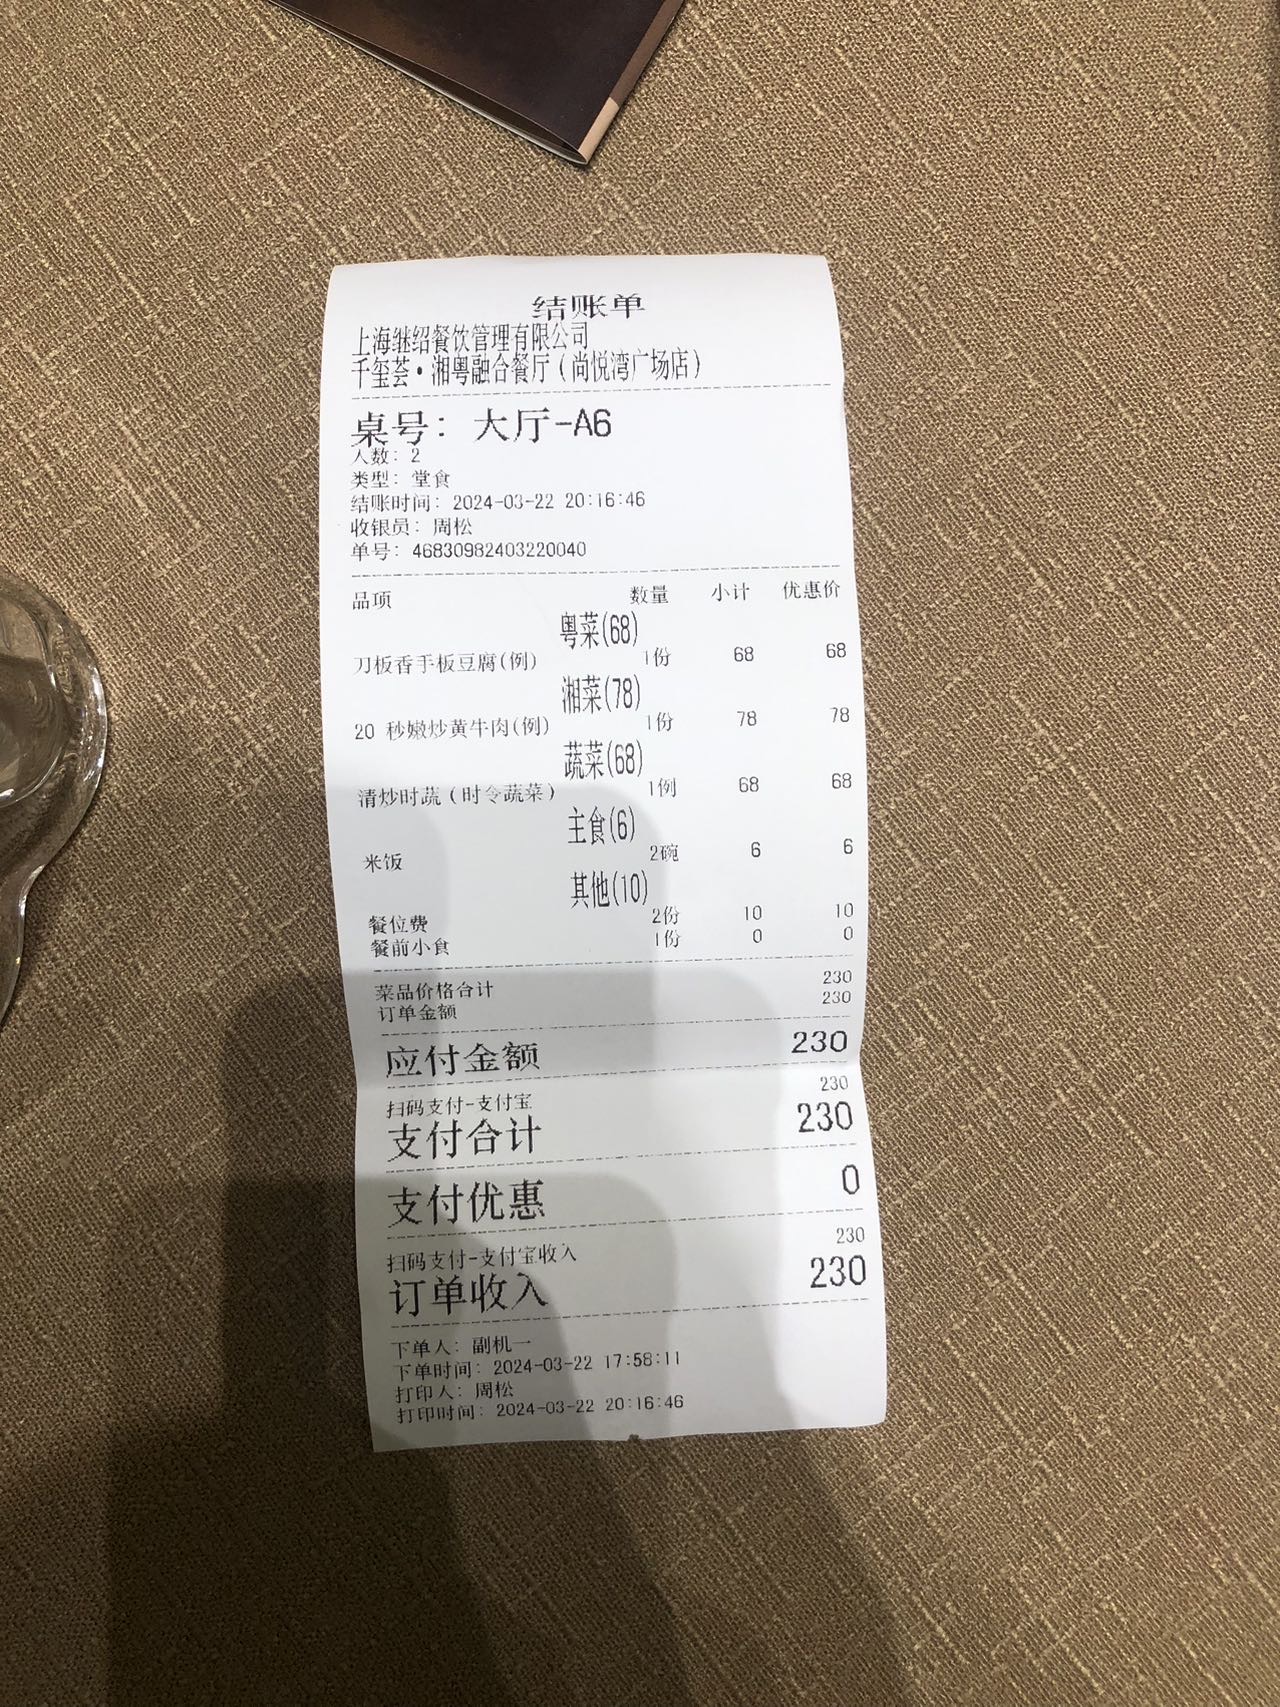 结账单
上海继绍餐饮管理有限公司
千玺荟·湘粤融合餐厅(尚悦湾广场店)
桌号: 大厅-A6
人数: 2
类型: 堂食
结账时间: 2024-03-22 20:16:46
收银员: 周松
单号: 46830982403220040
品项 数量 小计 优惠价
粤菜(68)
刀板香手板豆腐(例) 1份 68 68
湘菜(78)
20 秒嫩炒黄牛肉(例) 1份 78 78
蔬菜(68)
清炒时蔬(时令蔬菜) 1例 68 68
主食(6)
米饭 2碗 6 6
其他(10)
餐位费 2份 10 10
餐前小食 1份 0 0
菜品价格合计 230
订单金额 230
应付金额 230
扫码支付-支付宝 230
支付合计 230
支付优惠 0
扫码支付-支付宝收入 230
订单收入 230
下单人: 副机一
下单时间: 2024-03-22 17:58:11
打印人: 周松
打印时间: 2024-03-22 20:16:46